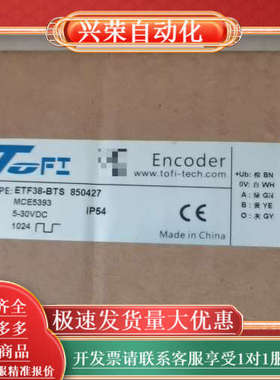 兴荣自动化
TOFI
Encoder
www.tofi-tech.com
PE: ETF38-BTS 850427
MCE5393
5-30VDC
IP54
1024
CE
Made in China
+Ub: 棕 BN
0V: 白 WH
A: 绿 GN
B: 黄 YE
O: 灰 GY
极速发货量大优惠
多
多
商品
开发票请联系客服享受1对1服